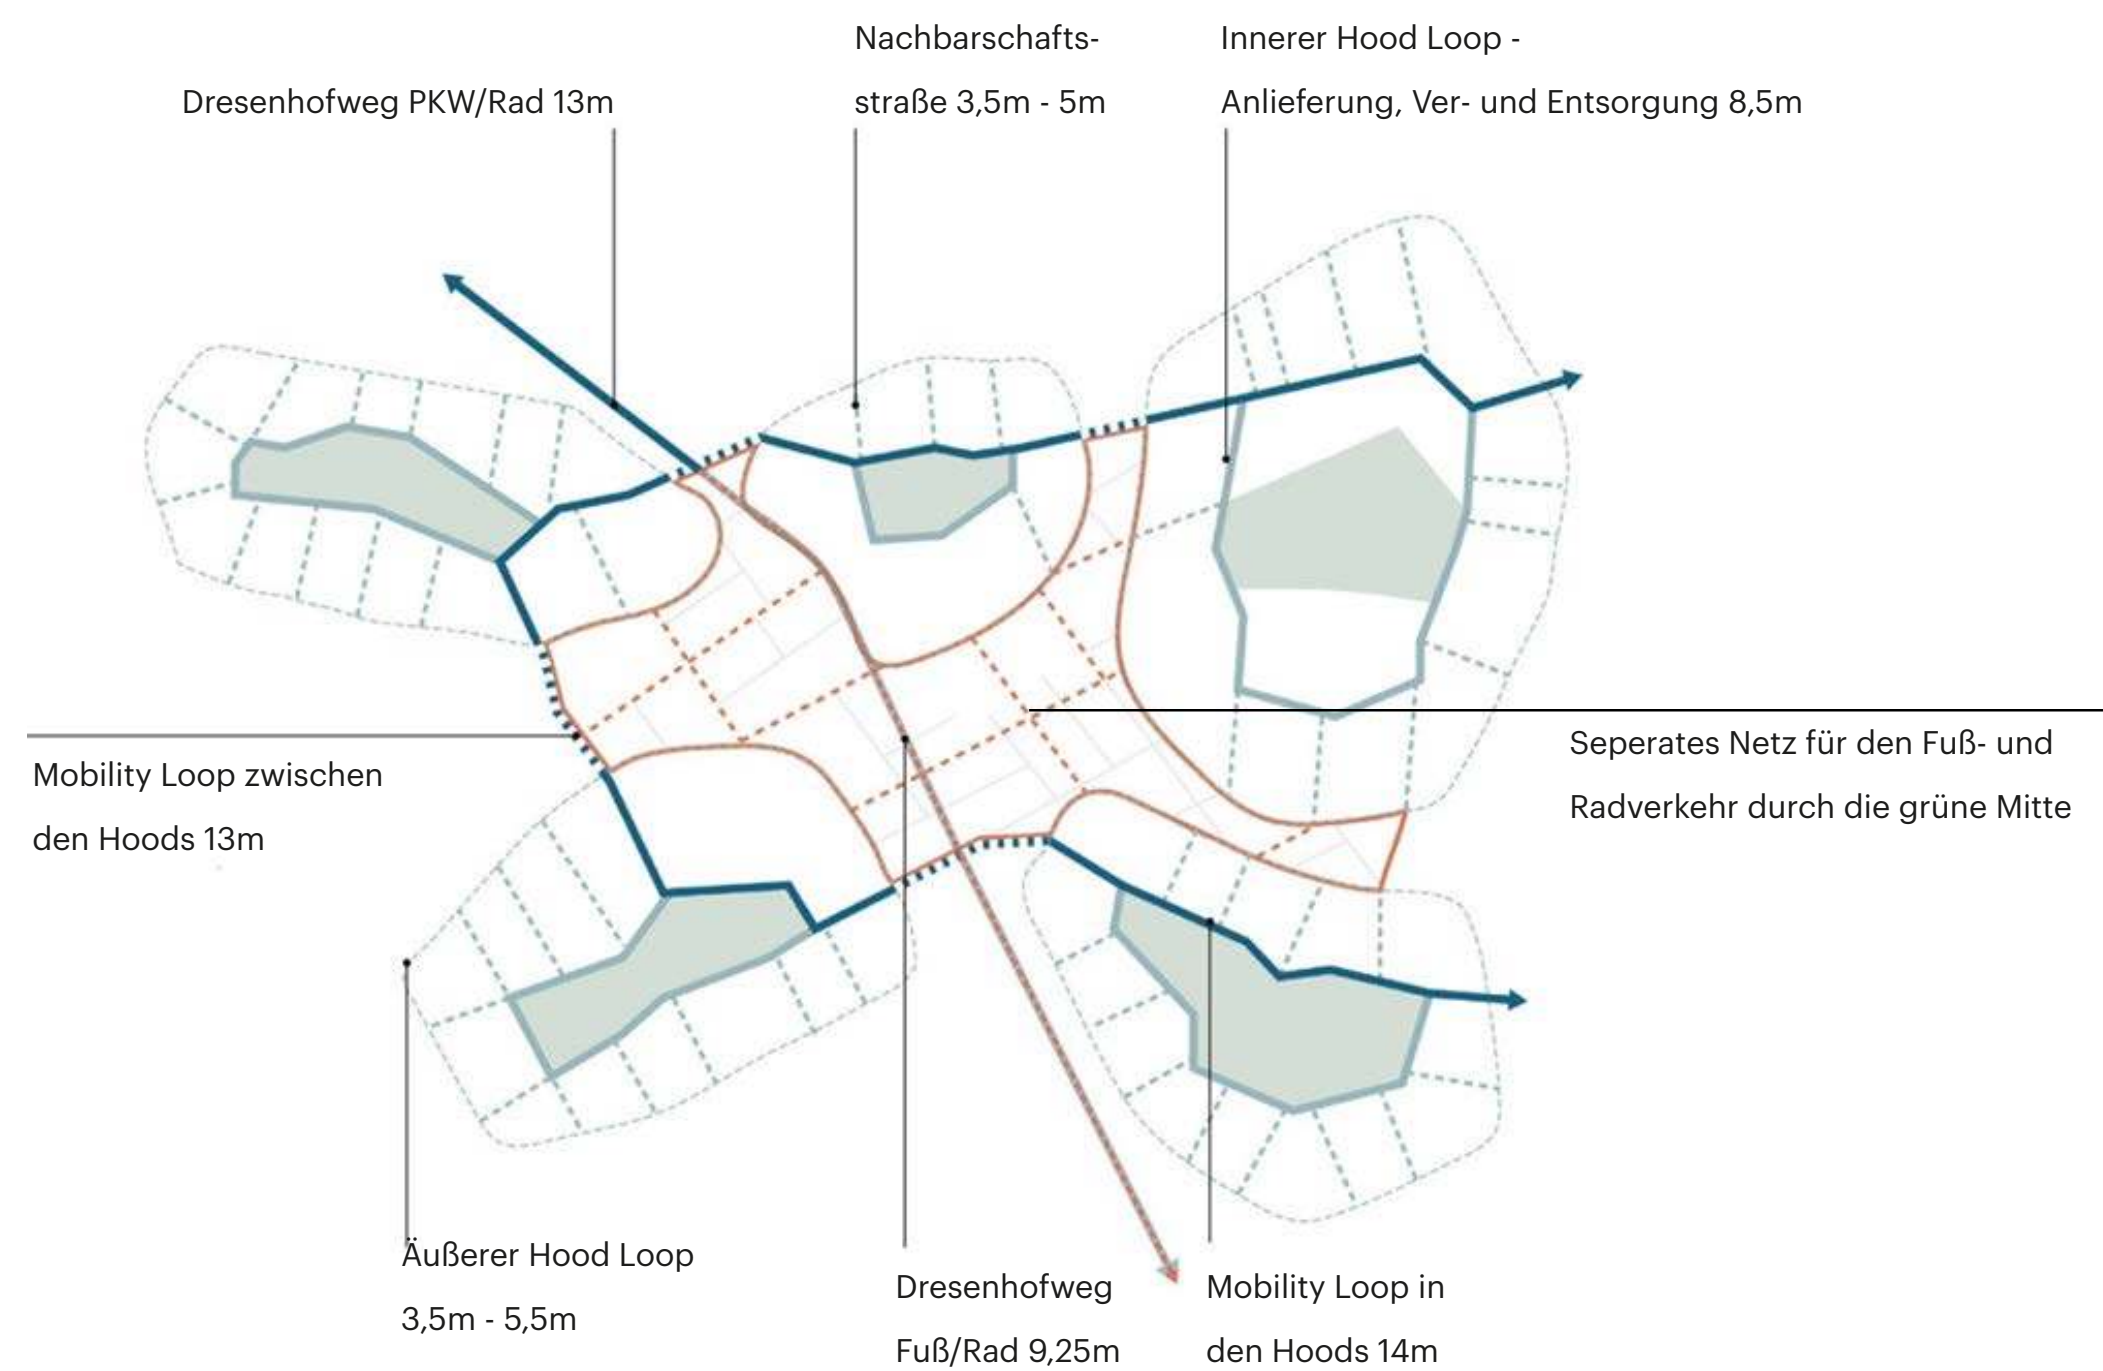 Dresenhofweg PKW/Rad 13m
Nachbarschafts-
straße 3,5m - 5m
Innerer Hood Loop -
Anlieferung, Ver- und Entsorgung 8,5m
Mobility Loop zwischen
den Hoods 13m
Seperates Netz für den Fuß- und
Radverkehr durch die grüne Mitte
Äußerer Hood Loop
3,5m - 5,5m
Dresenhofweg
Fuß/Rad 9,25m
Mobility Loop in
den Hoods 14m